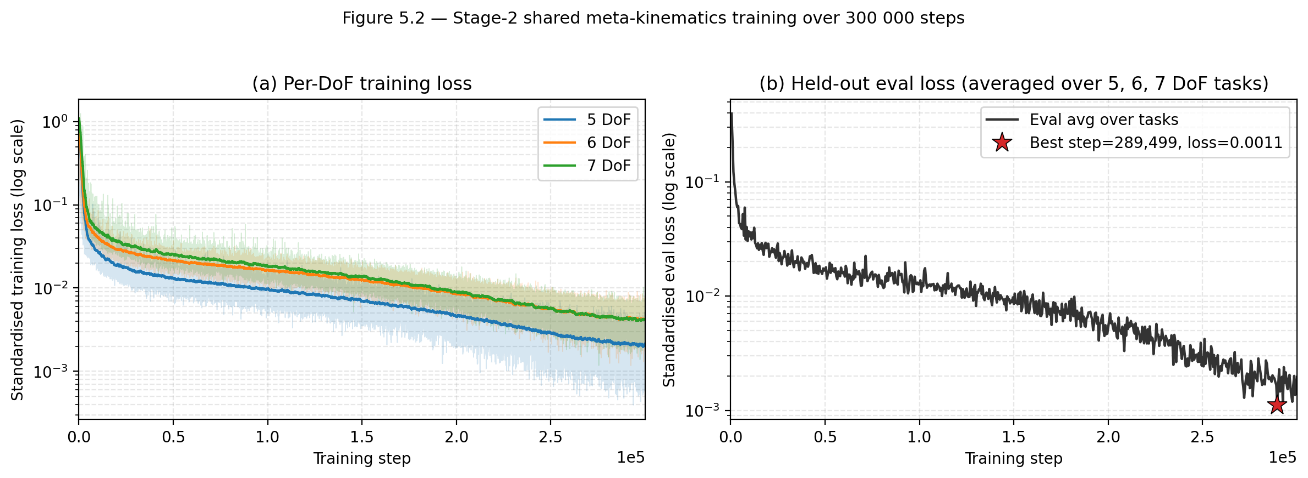 Figure 5.2 — Stage-2 shared meta-kinematics training over 300 000 steps
(a) Per-DoF training loss
Standardised training loss (log scale)
10⁰
10⁻¹
10⁻²
10⁻³
5 DoF
6 DoF
7 DoF
0.0 0.5 1.0 1.5 2.0 2.5
1e5
Training step
(b) Held-out eval loss (averaged over 5, 6, 7 DoF tasks)
Standardised eval loss (log scale)
10⁻¹
10⁻²
10⁻³
Eval avg over tasks
Best step=289,499, loss=0.0011
0.0 0.5 1.0 1.5 2.0 2.5
1e5
Training step